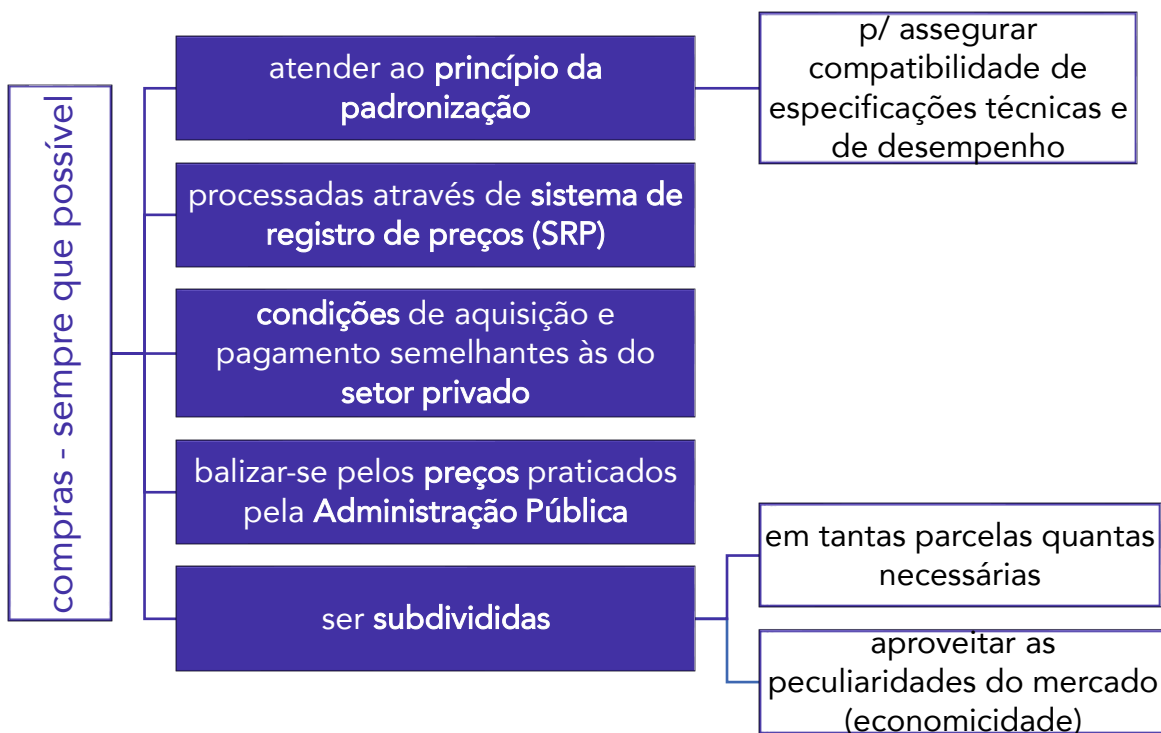 compras - sempre que possível
atender ao princípio da
padronização
p/ assegurar
compatibilidade de
especificações técnicas e
de desempenho
processadas através de sistema de
registro de preços (SRP)
condições de aquisição e
pagamento semelhantes às do
setor privado
balizar-se pelos preços praticados
pela Administração Pública
ser subdivididas
em tantas parcelas quantas
necessárias
aproveitar as
peculiaridades do mercado
(economicidade)